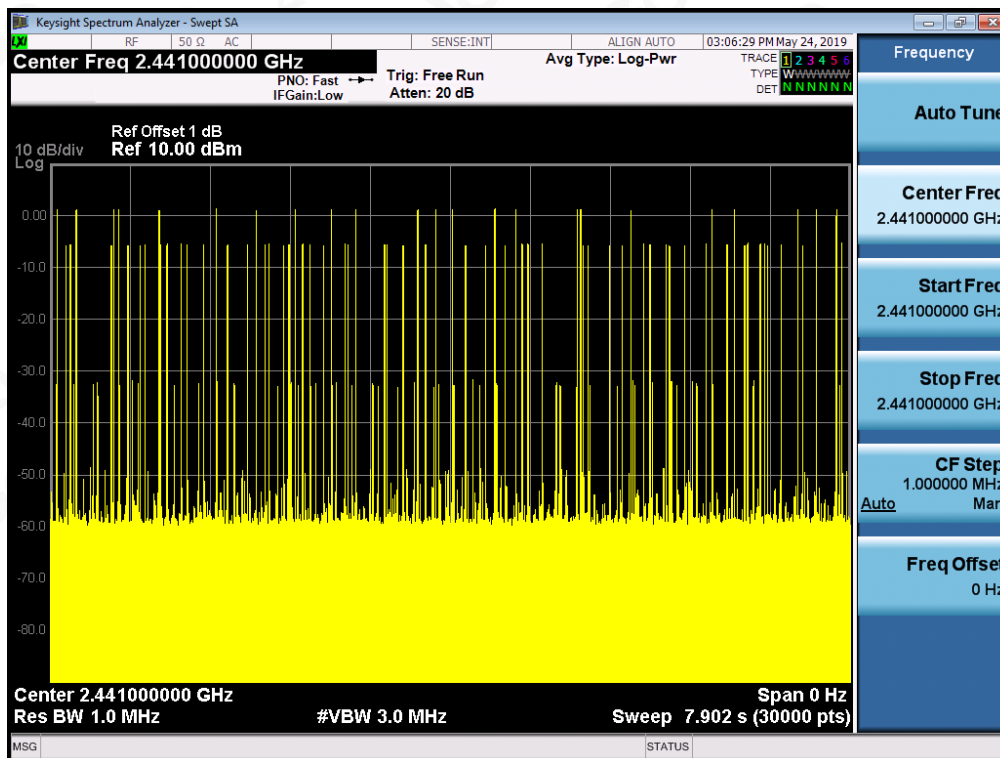 Keysight Spectrum Analyzer - Swept SA
LXI RF 50 Ω AC SENSE:INT ALIGN AUTO 03:06:29 PM May 24, 2019
Center Freq 2.441000000 GHz
PNO: Fast
IFGain:Low
Trig: Free Run
Atten: 20 dB
Avg Type: Log-Pwr
TRACE 1 2 3 4 5 6
TYPE WWWWWW
DET N N N N N N
Ref Offset 1 dB
10 dB/div Ref 10.00 dBm
Log
0.00
-10.0
-20.0
-30.0
-40.0
-50.0
-60.0
-70.0
-80.0
Center 2.441000000 GHz Span 0 Hz
Res BW 1.0 MHz #VBW 3.0 MHz Sweep 7.902 s (30000 pts)
MSG STATUS
Frequency
Auto Tune
Center Freq
2.441000000 GHz
Start Freq
2.441000000 GHz
Stop Freq
2.441000000 GHz
CF Step
1.000000 MHz
Auto Man
Freq Offset
0 Hz